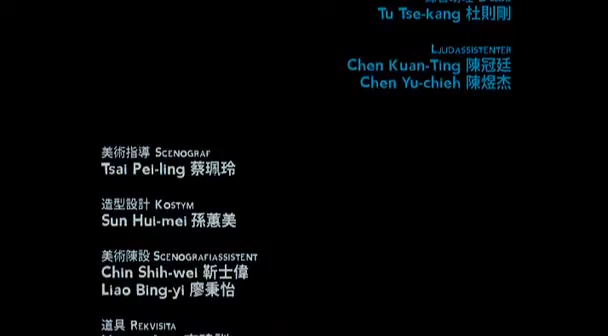 Tu Tse-kang 杜則剛
LJUDASSISTENTER
Chen Kuan-Ting 陳冠廷
Chen Yu-chieh 陳煜杰
美術指導 SCENOGRAF
Tsai Pei-ling 蔡珮玲
造型設計 KOSTYM
Sun Hui-mei 孫蕙美
美術陳設 SCENOGRAFIASSISTENT
Chin Shih-wei 靳士偉
Liao Bing-yi 廖秉怡
道具 REKVISITA